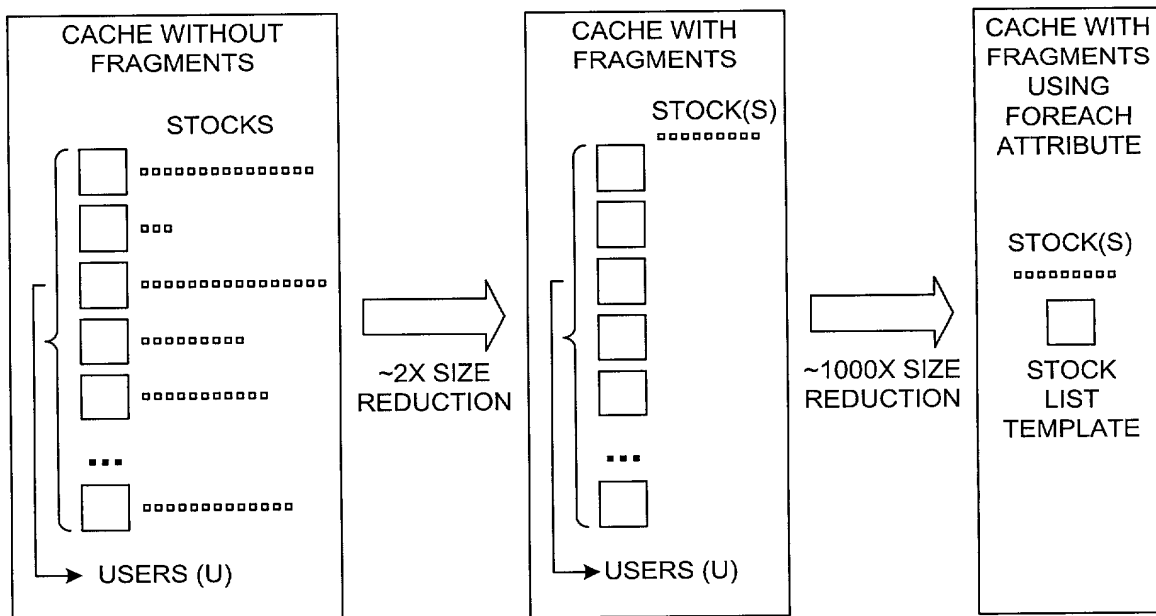 CACHE WITHOUT
FRAGMENTS
STOCKS
...
USERS (U)
~2X SIZE
REDUCTION
CACHE WITH
FRAGMENTS
STOCK(S)
...
USERS (U)
~1000X SIZE
REDUCTION
CACHE WITH
FRAGMENTS
USING
FOREACH
ATTRIBUTE
STOCK(S)
STOCK
LIST
TEMPLATE